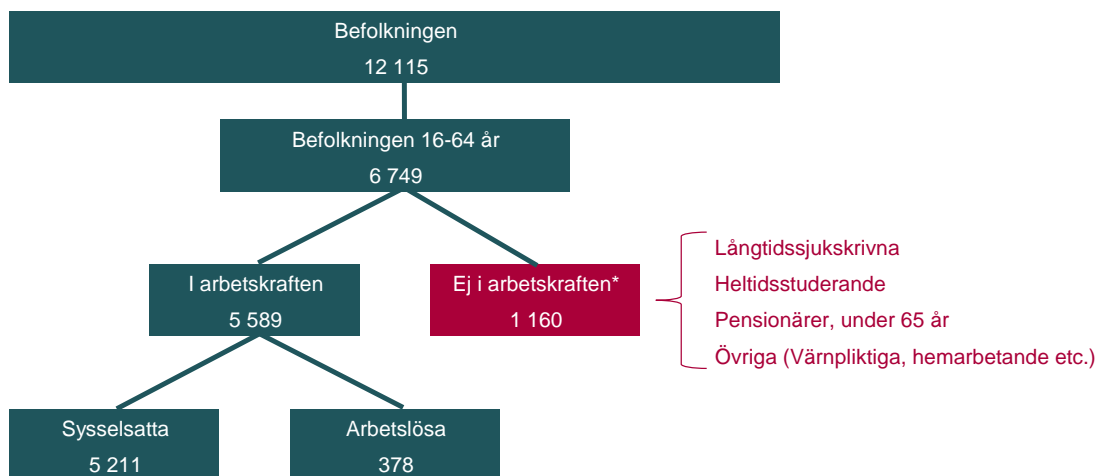 Befolkningen
12 115
Befolkningen 16-64 år
6 749
I arbetskraften
5 589
Ej i arbetskraften*
1 160
Långtidssjukskrivna
Heltidsstuderande
Pensionärer, under 65 år
Övriga (Värnpliktiga, hemarbetande etc.)
Sysselsatta
5 211
Arbetslösa
378